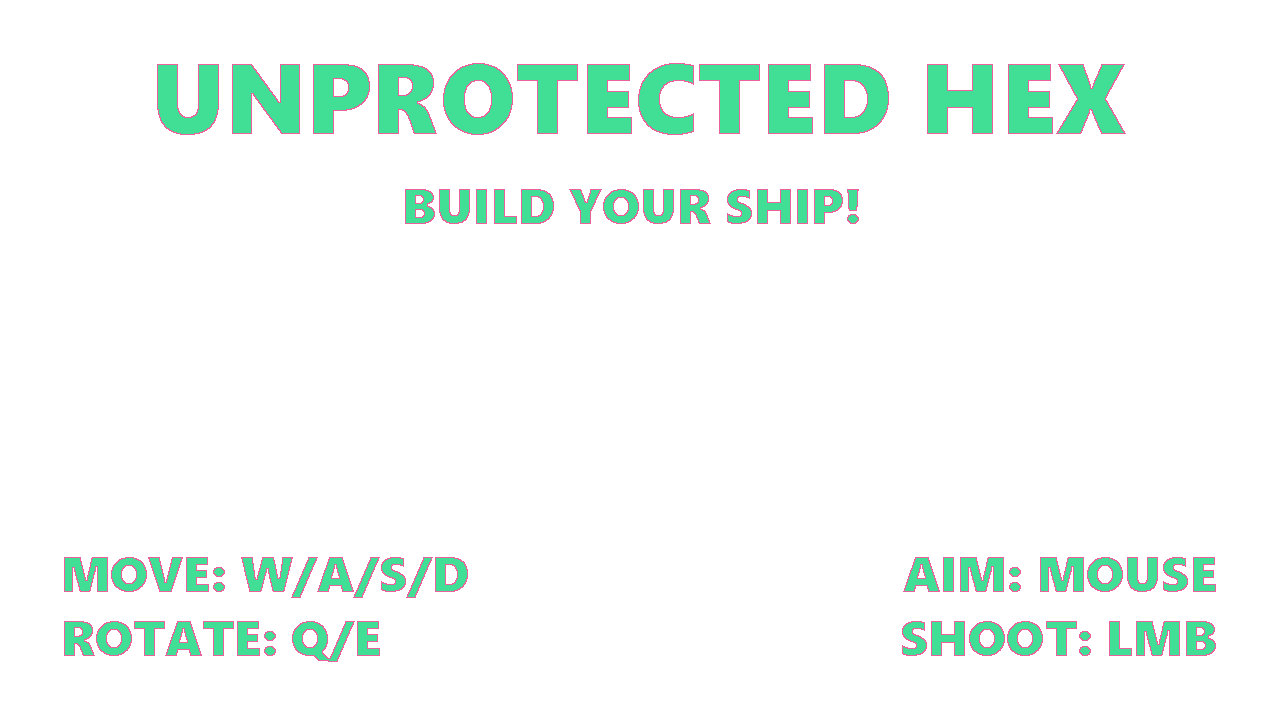 UNPROTECTED HEX
BUILD YOUR SHIP!
MOVE: W/A/S/D
ROTATE: Q/E
AIM: MOUSE
SHOOT: LMB